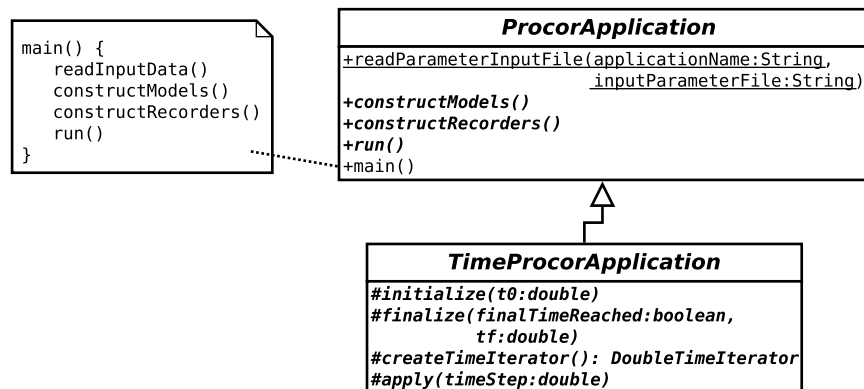 main() {
readInputData()
constructModels()
constructRecorders()
run()
}
ProcorApplication
+readParameterInputFile(applicationName:String,
inputParameterFile:String)
+constructModels()
+constructRecorders()
+run()
+main()
TimeProcorApplication
#initialize(t0:double)
#finalize(finalTimeReached:boolean,
tf:double)
#createTimeIterator(): DoubleTimeIterator
#apply(timeStep:double)